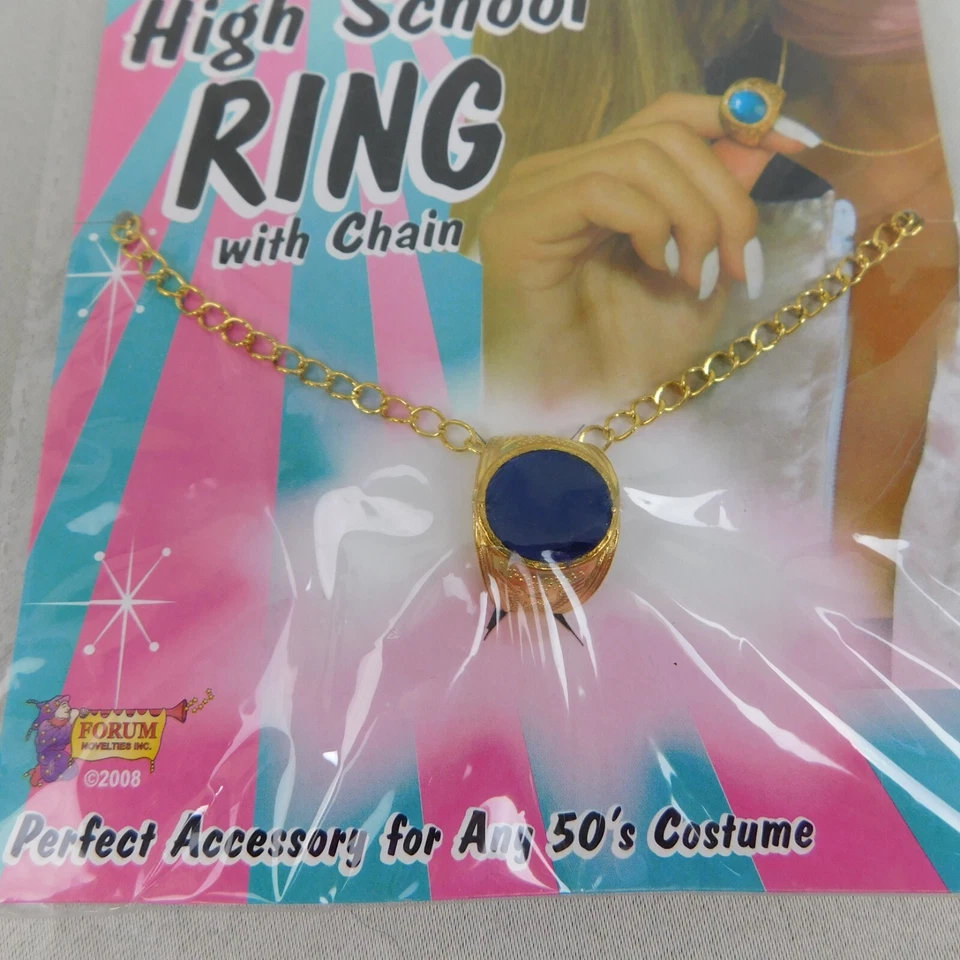 High School
RING
with Chain
FORUM
NOVELTIES INC.
©2008
Perfect Accessory for Any 50's Costume